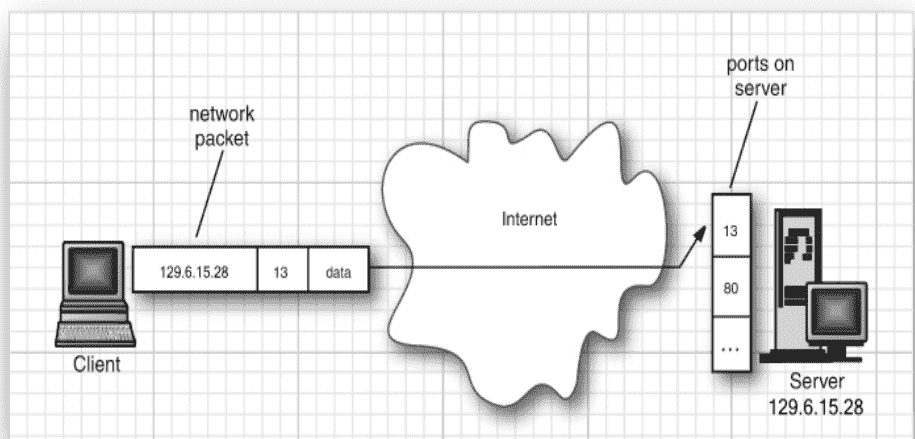 ports on
server
network
packet
Internet
129.6.15.28
13
data
13
80
...
Client
Server
129.6.15.28